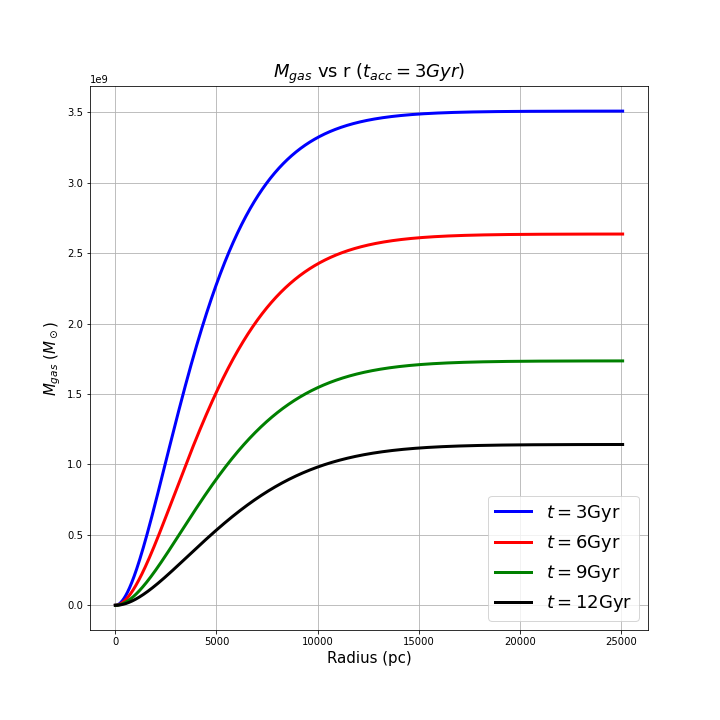 M_gas vs r (t_acc = 3Gyr)
1e9
3.5
3.0
2.5
2.0
1.5
1.0
0.5
0.0
M_gas (M_⊙)
0 5000 10000 15000 20000 25000
Radius (pc)
t = 3Gyr
t = 6Gyr
t = 9Gyr
t = 12Gyr